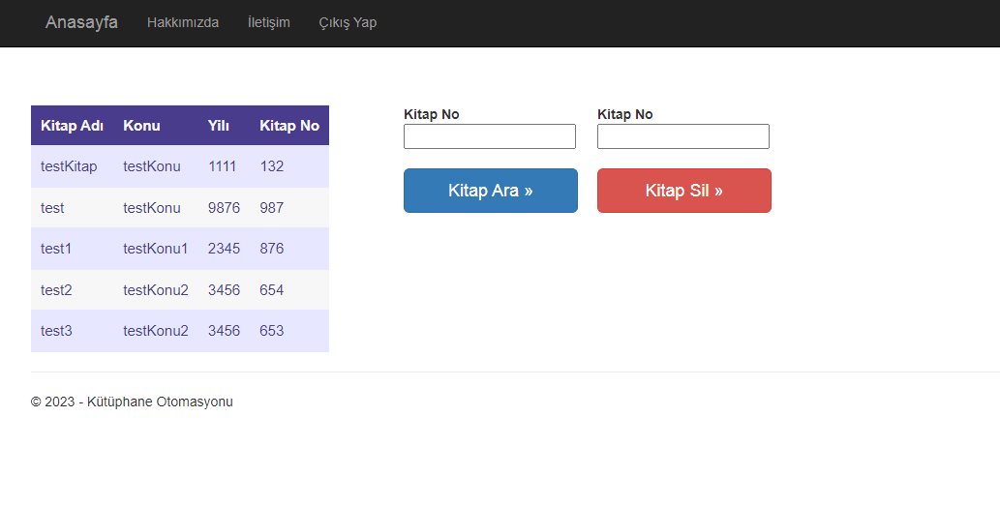 Anasayfa Hakkımızda İletişim Çıkış Yap
Kitap Adı Konu Yılı Kitap No
testKitap testKonu 1111 132
test testKonu 9876 987
test1 testKonu1 2345 876
test2 testKonu2 3456 654
test3 testKonu2 3456 653
Kitap No Kitap No
Kitap Ara » Kitap Sil »
© 2023 - Kütüphane Otomasyonu